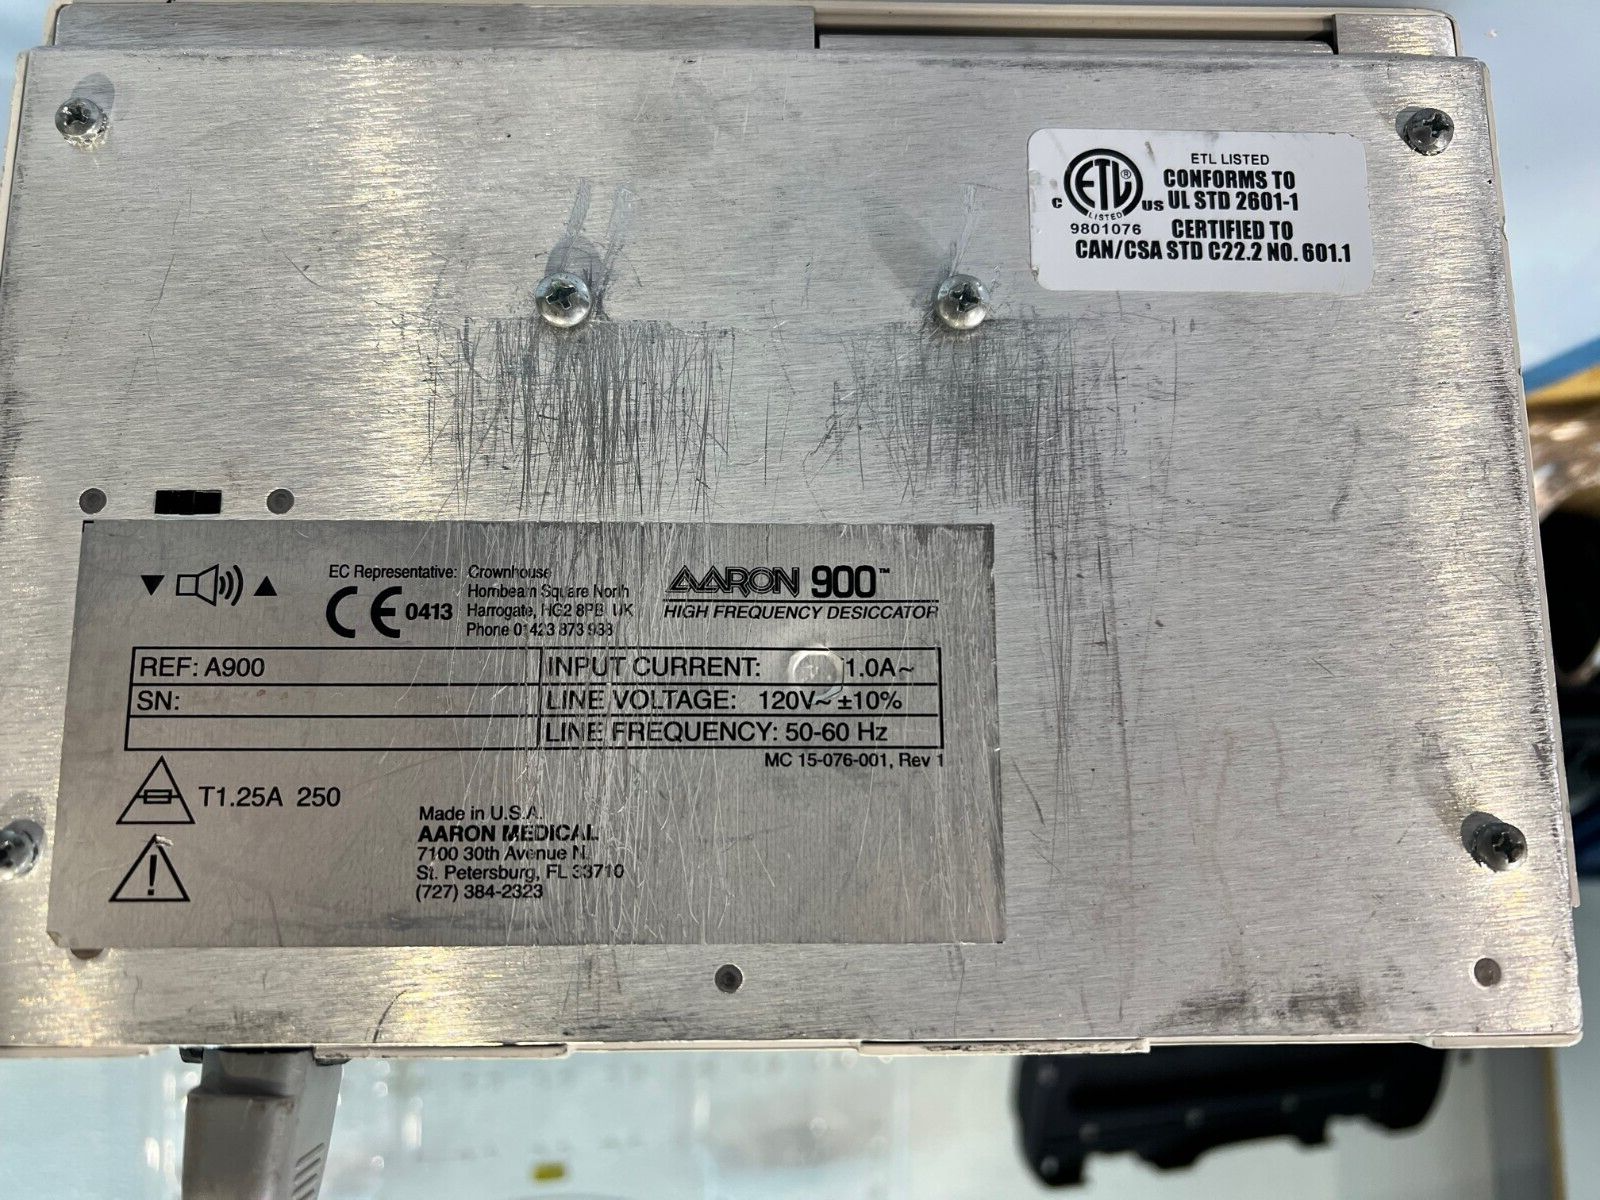 ETL LISTED
CONFORMS TO
UL STD 2601-1
C ETL® US
LISTED
9801076
CERTIFIED TO
CAN/CSA STD C22.2 NO. 601.1
EC Representative: Crownhouse
Hornbeam Square North
Harrogate, HG2 8PB UK
Phone 01423 873 938
CE 0413
AARON 900™
HIGH FREQUENCY DESICCATOR
REF: A900
INPUT CURRENT: 1.0A~
SN:
LINE VOLTAGE: 120V~ ±10%
LINE FREQUENCY: 50-60 Hz
MC 15-076-001, Rev 1
T1.25A 250
Made in U.S.A.
AARON MEDICAL
7100 30th Avenue N.
St. Petersburg, FL 33710
(727) 384-2323